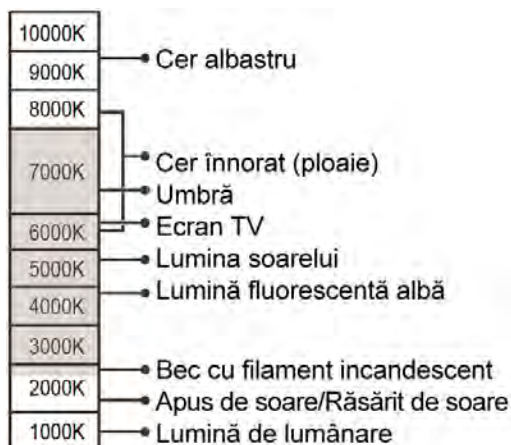 10000K
Cer albastru
9000K
8000K
Cer înnorat (ploaie)
7000K
Umbră
Ecran TV
6000K
Lumina soarelui
5000K
Lumină fluorescentă albă
4000K
3000K
Bec cu filament incandescent
2000K
Apus de soare/Răsărit de soare
1000K
Lumină de lumânare